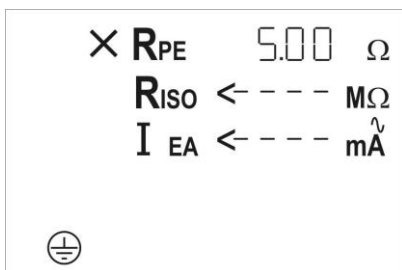 × RPE 5.00 Ω
RISO <---- MΩ
I EA <---- mA